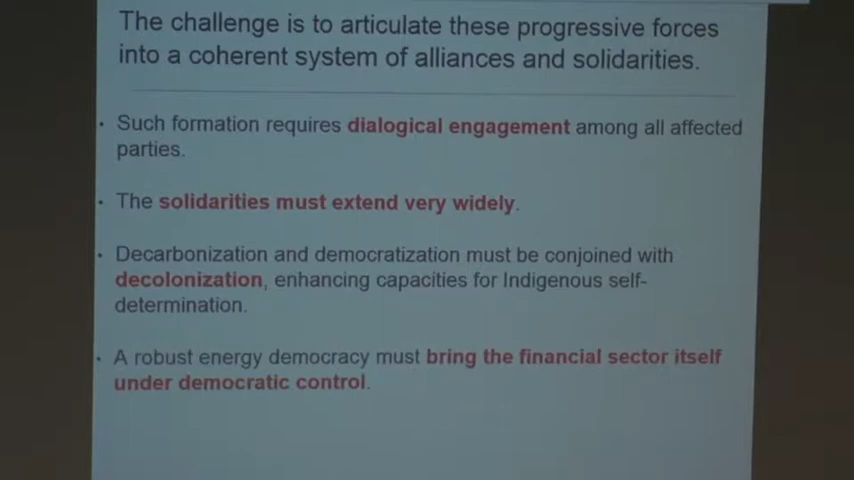 The challenge is to articulate these progressive forces
into a coherent system of alliances and solidarities.
• Such formation requires dialogical engagement among all affected
parties.
• The solidarities must extend very widely.
• Decarbonization and democratization must be conjoined with
decolonization, enhancing capacities for Indigenous self-
determination.
• A robust energy democracy must bring the financial sector itself
under democratic control.